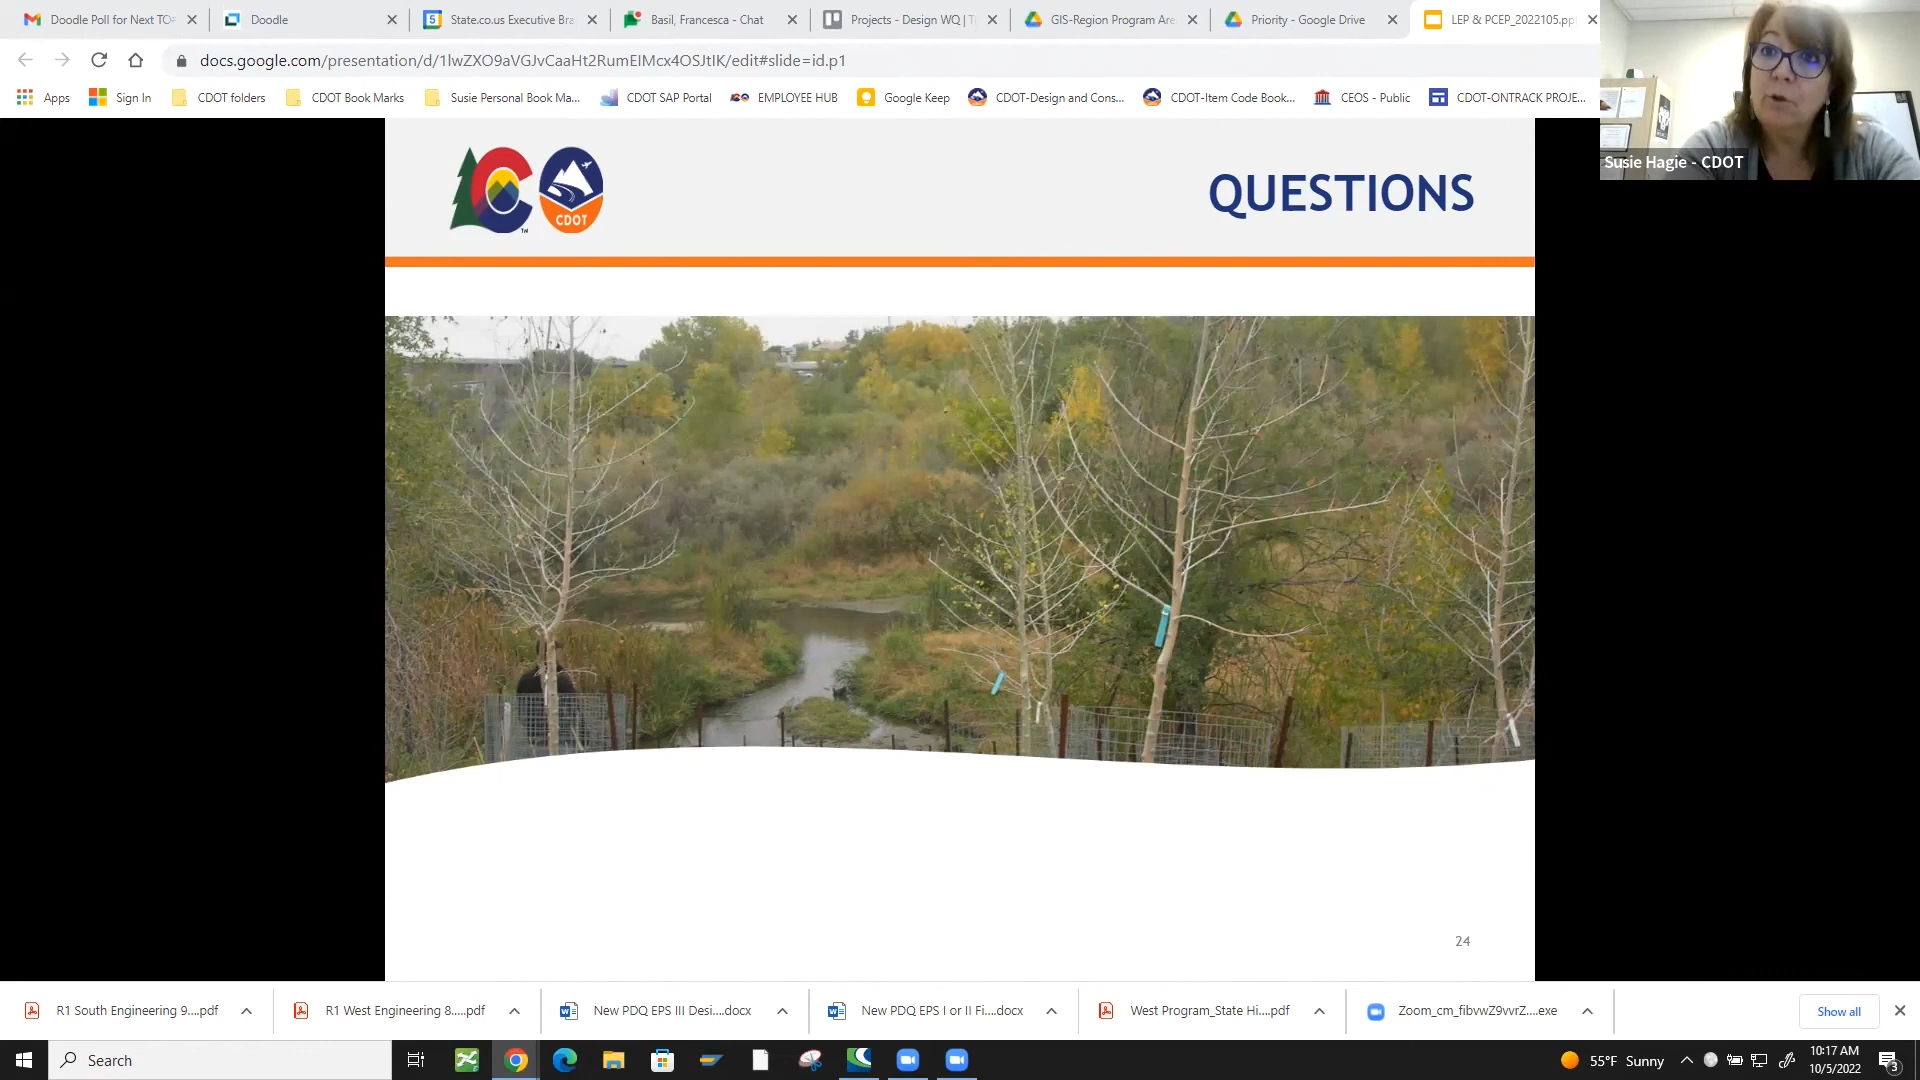 Doodle Poll for Next TO#
Doodle
State.co.us Executive Bra
Basil, Francesca - Chat
Projects - Design WQ | T
GIS-Region Program Are
Priority - Google Drive
LEP & PCEP_2022105.pp
docs.google.com/presentation/d/1lwZXO9aVGJvCaaHt2RumEIMcx4OSJtIK/edit#slide=id.p1
Apps
Sign In
CDOT folders
CDOT Book Marks
Susie Personal Book Ma...
CDOT SAP Portal
EMPLOYEE HUB
Google Keep
CDOT-Design and Cons...
CDOT-Item Code Book...
CEOS - Public
CDOT-ONTRACK PROJE...
Susie Hagie - CDOT
CDOT
TM
QUESTIONS
24
R1 South Engineering 9....pdf
R1 West Engineering 8.....pdf
New PDQ EPS III Desi....docx
New PDQ EPS I or II Fi....docx
West Program_State Hi....pdf
Zoom_cm_fibvwZ9vvrZ....exe
Show all
Search
55°F Sunny
10:17 AM
10/5/2022
3